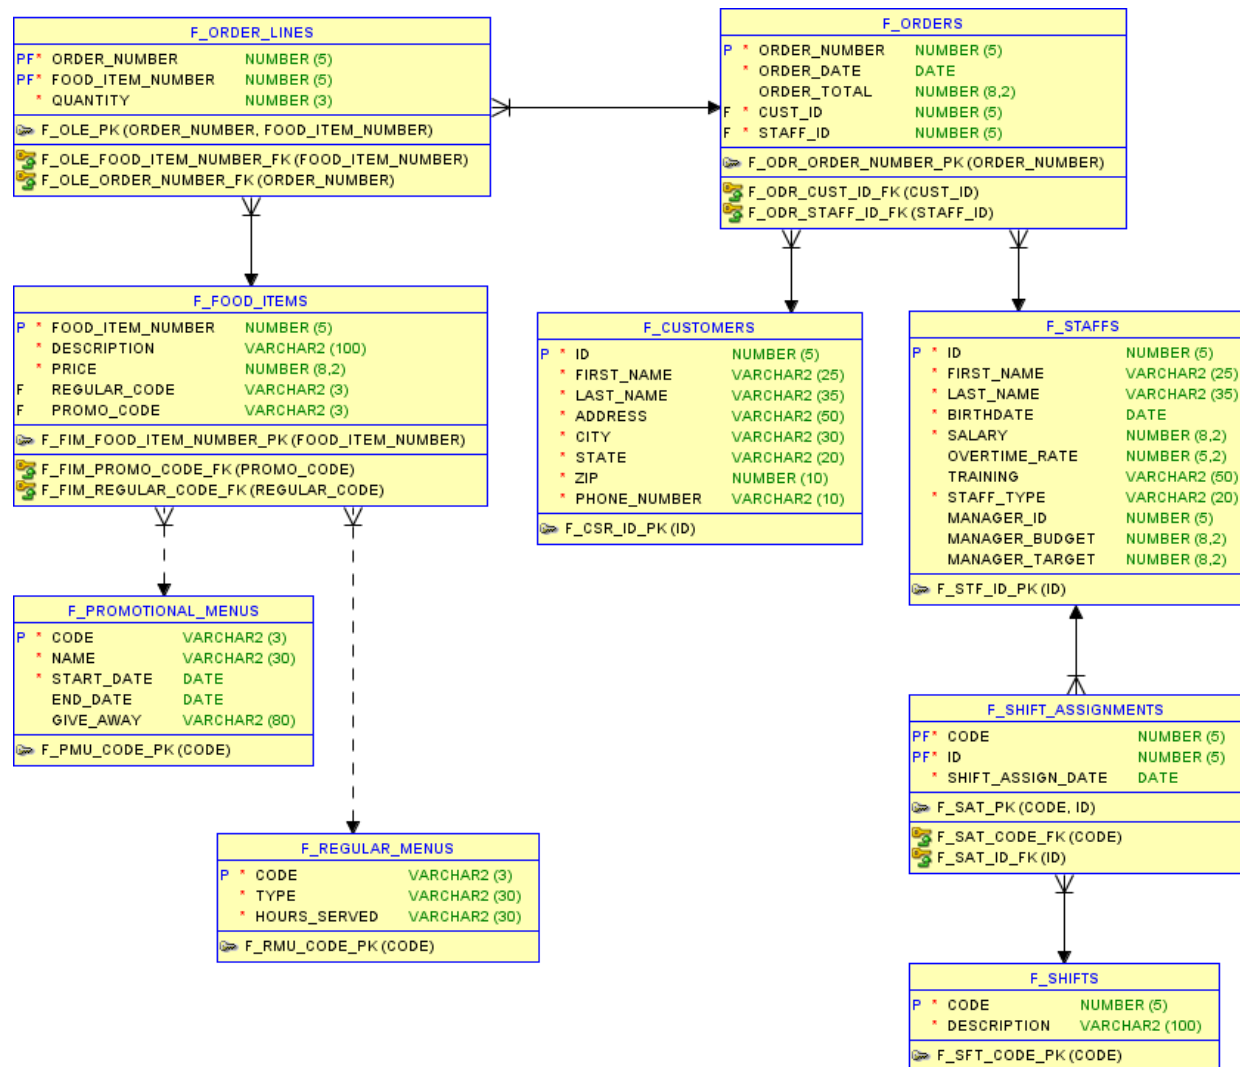 F_ORDER_LINES
PF* ORDER_NUMBER NUMBER (5)
PF* FOOD_ITEM_NUMBER NUMBER (5)
* QUANTITY NUMBER (3)
F_OLE_PK (ORDER_NUMBER, FOOD_ITEM_NUMBER)
F_OLE_FOOD_ITEM_NUMBER_FK (FOOD_ITEM_NUMBER)
F_OLE_ORDER_NUMBER_FK (ORDER_NUMBER)
F_ORDERS
P * ORDER_NUMBER NUMBER (5)
* ORDER_DATE DATE
ORDER_TOTAL NUMBER (8,2)
F * CUST_ID NUMBER (5)
F * STAFF_ID NUMBER (5)
F_ODR_ORDER_NUMBER_PK (ORDER_NUMBER)
F_ODR_CUST_ID_FK (CUST_ID)
F_ODR_STAFF_ID_FK (STAFF_ID)
F_FOOD_ITEMS
P * FOOD_ITEM_NUMBER NUMBER (5)
* DESCRIPTION VARCHAR2 (100)
* PRICE NUMBER (8,2)
F REGULAR_CODE VARCHAR2 (3)
F PROMO_CODE VARCHAR2 (3)
F_FIM_FOOD_ITEM_NUMBER_PK (FOOD_ITEM_NUMBER)
F_FIM_PROMO_CODE_FK (PROMO_CODE)
F_FIM_REGULAR_CODE_FK (REGULAR_CODE)
F_CUSTOMERS
P * ID NUMBER (5)
* FIRST_NAME VARCHAR2 (25)
* LAST_NAME VARCHAR2 (35)
* ADDRESS VARCHAR2 (50)
* CITY VARCHAR2 (30)
* STATE VARCHAR2 (20)
* ZIP NUMBER (10)
* PHONE_NUMBER VARCHAR2 (10)
F_CSR_ID_PK (ID)
F_STAFFS
P * ID NUMBER (5)
* FIRST_NAME VARCHAR2 (25)
* LAST_NAME VARCHAR2 (35)
* BIRTHDATE DATE
* SALARY NUMBER (8,2)
OVERTIME_RATE NUMBER (5,2)
TRAINING VARCHAR2 (50)
* STAFF_TYPE VARCHAR2 (20)
MANAGER_ID NUMBER (5)
MANAGER_BUDGET NUMBER (8,2)
MANAGER_TARGET NUMBER (8,2)
F_STF_ID_PK (ID)
F_PROMOTIONAL_MENUS
P * CODE VARCHAR2 (3)
* NAME VARCHAR2 (30)
* START_DATE DATE
END_DATE DATE
GIVE_AWAY VARCHAR2 (80)
F_PMU_CODE_PK (CODE)
F_REGULAR_MENUS
P * CODE VARCHAR2 (3)
* TYPE VARCHAR2 (30)
* HOURS_SERVED VARCHAR2 (30)
F_RMU_CODE_PK (CODE)
F_SHIFT_ASSIGNMENTS
PF* CODE NUMBER (5)
PF* ID NUMBER (5)
* SHIFT_ASSIGN_DATE DATE
F_SAT_PK (CODE, ID)
F_SAT_CODE_FK (CODE)
F_SAT_ID_FK (ID)
F_SHIFTS
P * CODE NUMBER (5)
* DESCRIPTION VARCHAR2 (100)
F_SFT_CODE_PK (CODE)